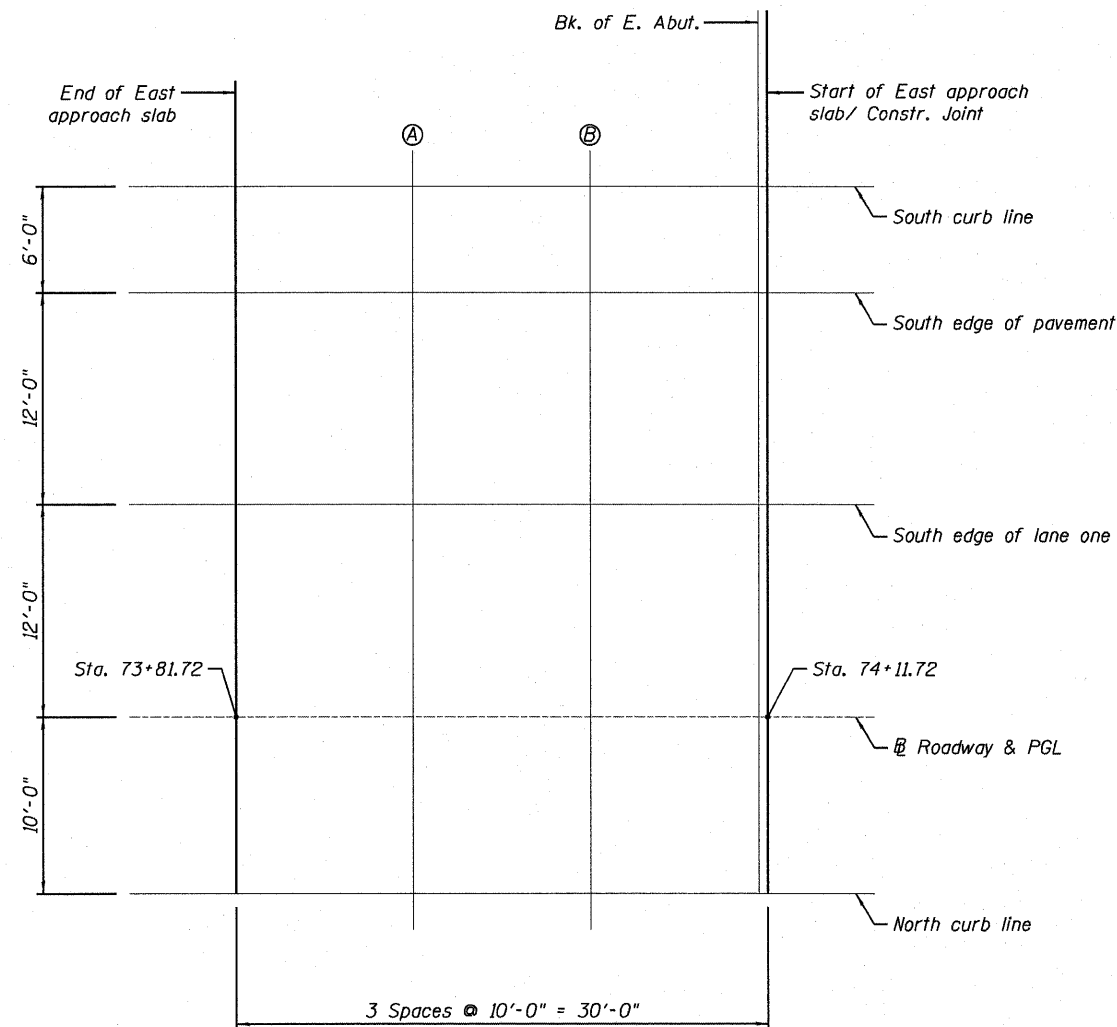 Bk. of E. Abut.
End of East
approach slab
Start of East approach
slab/ Constr. Joint
A
B
South curb line
6'-0"
South edge of pavement
12'-0"
South edge of lane one
12'-0"
Sta. 73+81.72
Sta. 74+11.72
℄ Roadway & PGL
10'-0"
North curb line
3 Spaces @ 10'-0" = 30'-0"